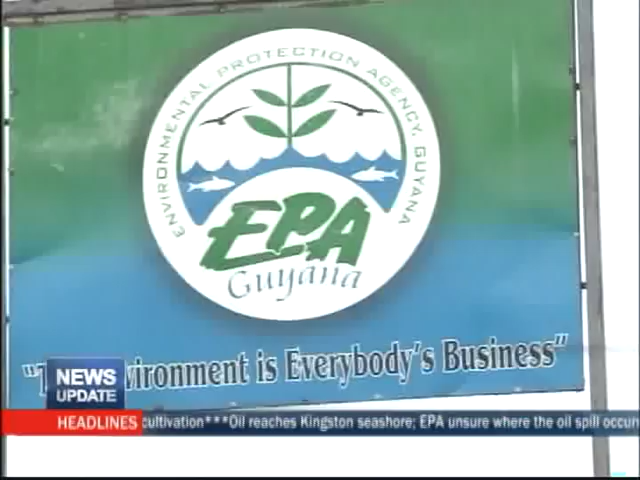 ENVIRONMENTAL PROTECTION AGENCY, GUYANA
EPA
Guyana
"T vironment is Everybody's Business"
NEWS
UPDATE
HEADLINES cultivation***Oil reaches Kingston seashore; EPA unsure where the oil spill occur